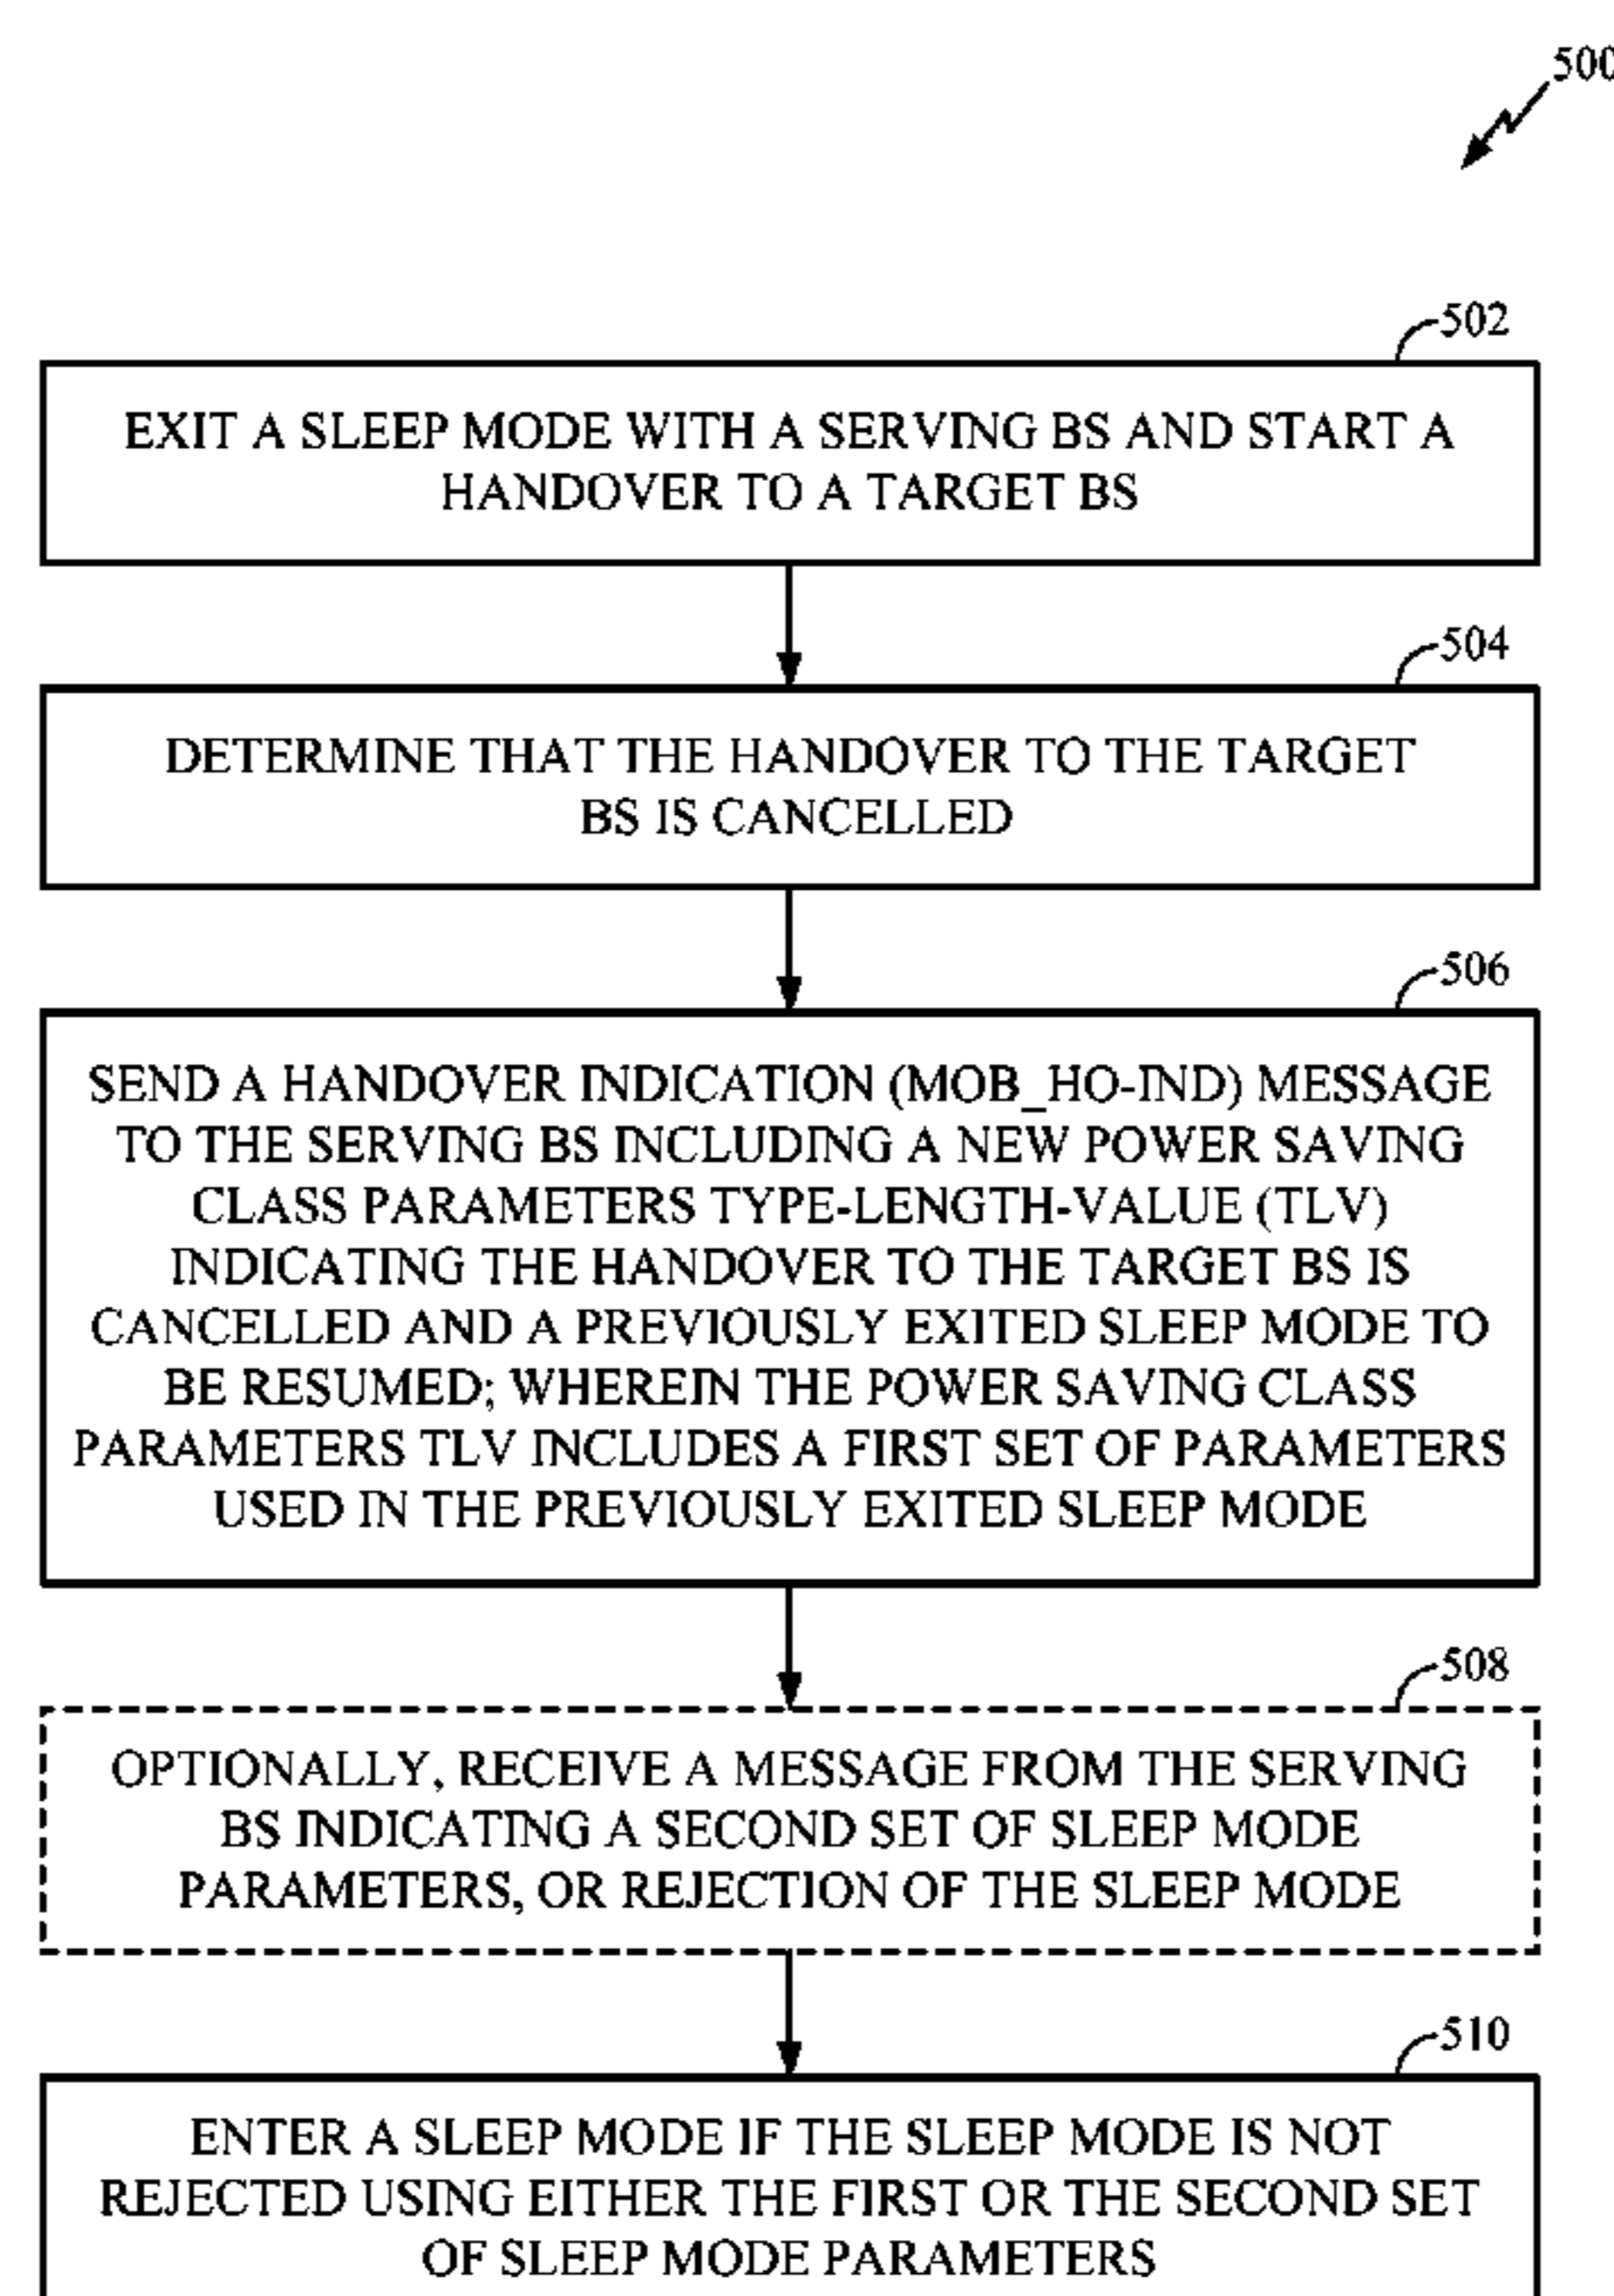 500
502
EXIT A SLEEP MODE WITH A SERVING BS AND START A
HANDOVER TO A TARGET BS
504
DETERMINE THAT THE HANDOVER TO THE TARGET
BS IS CANCELLED
506
SEND A HANDOVER INDICATION (MOB_HO-IND) MESSAGE
TO THE SERVING BS INCLUDING A NEW POWER SAVING
CLASS PARAMETERS TYPE-LENGTH-VALUE (TLV)
INDICATING THE HANDOVER TO THE TARGET BS IS
CANCELLED AND A PREVIOUSLY EXITED SLEEP MODE TO
BE RESUMED; WHEREIN THE POWER SAVING CLASS
PARAMETERS TLV INCLUDES A FIRST SET OF PARAMETERS
USED IN THE PREVIOUSLY EXITED SLEEP MODE
508
OPTIONALLY, RECEIVE A MESSAGE FROM THE SERVING
BS INDICATING A SECOND SET OF SLEEP MODE
PARAMETERS, OR REJECTION OF THE SLEEP MODE
510
ENTER A SLEEP MODE IF THE SLEEP MODE IS NOT
REJECTED USING EITHER THE FIRST OR THE SECOND SET
OF SLEEP MODE PARAMETERS